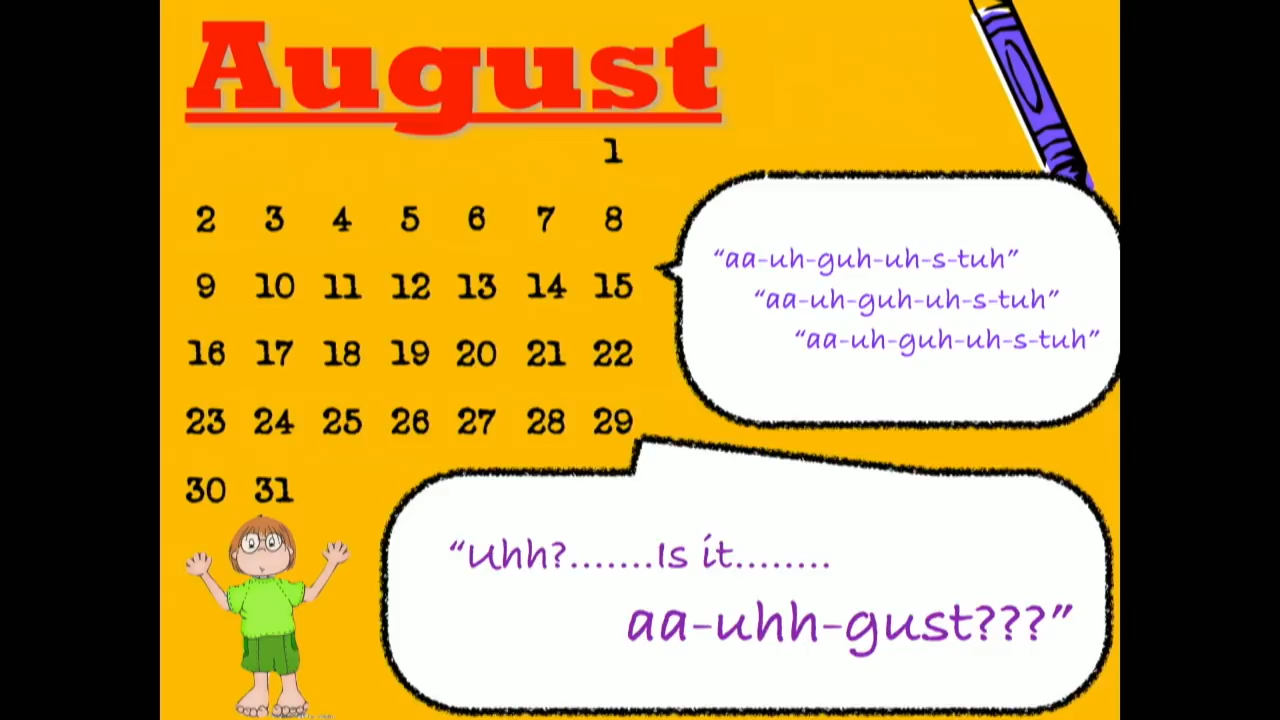 August
1
2 3 4 5 6 7 8
9 10 11 12 13 14 15
16 17 18 19 20 21 22
23 24 25 26 27 28 29
30 31
“aa-uh-guh-uh-s-tuh”
“aa-uh-guh-uh-s-tuh”
“aa-uh-guh-uh-s-tuh”
“Uhh?.......Is it........
aa-uhh-gust???”